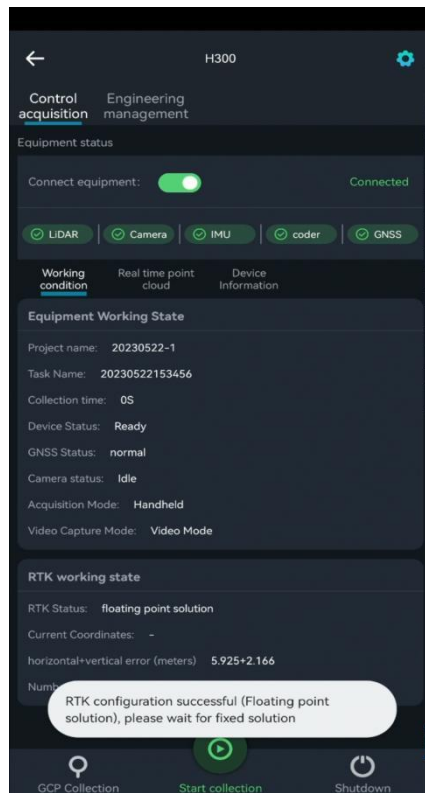 H300
Control acquisition
Engineering management
Equipment status
Connect equipment:
Connected
LiDAR
Camera
IMU
coder
GNSS
Working condition
Real time point cloud
Device Information
Equipment Working State
Project name: 20230522-1
Task Name: 20230522153456
Collection time: 0S
Device Status: Ready
GNSS Status: normal
Camera status: Idle
Acquisition Mode: Handheld
Video Capture Mode: Video Mode
RTK working state
RTK Status: floating point solution
Current Coordinates: -
horizontal+vertical error (meters) 5.925+2.166
RTK configuration successful (Floating point
solution), please wait for fixed solution
GCP Collection
Start collection
Shutdown